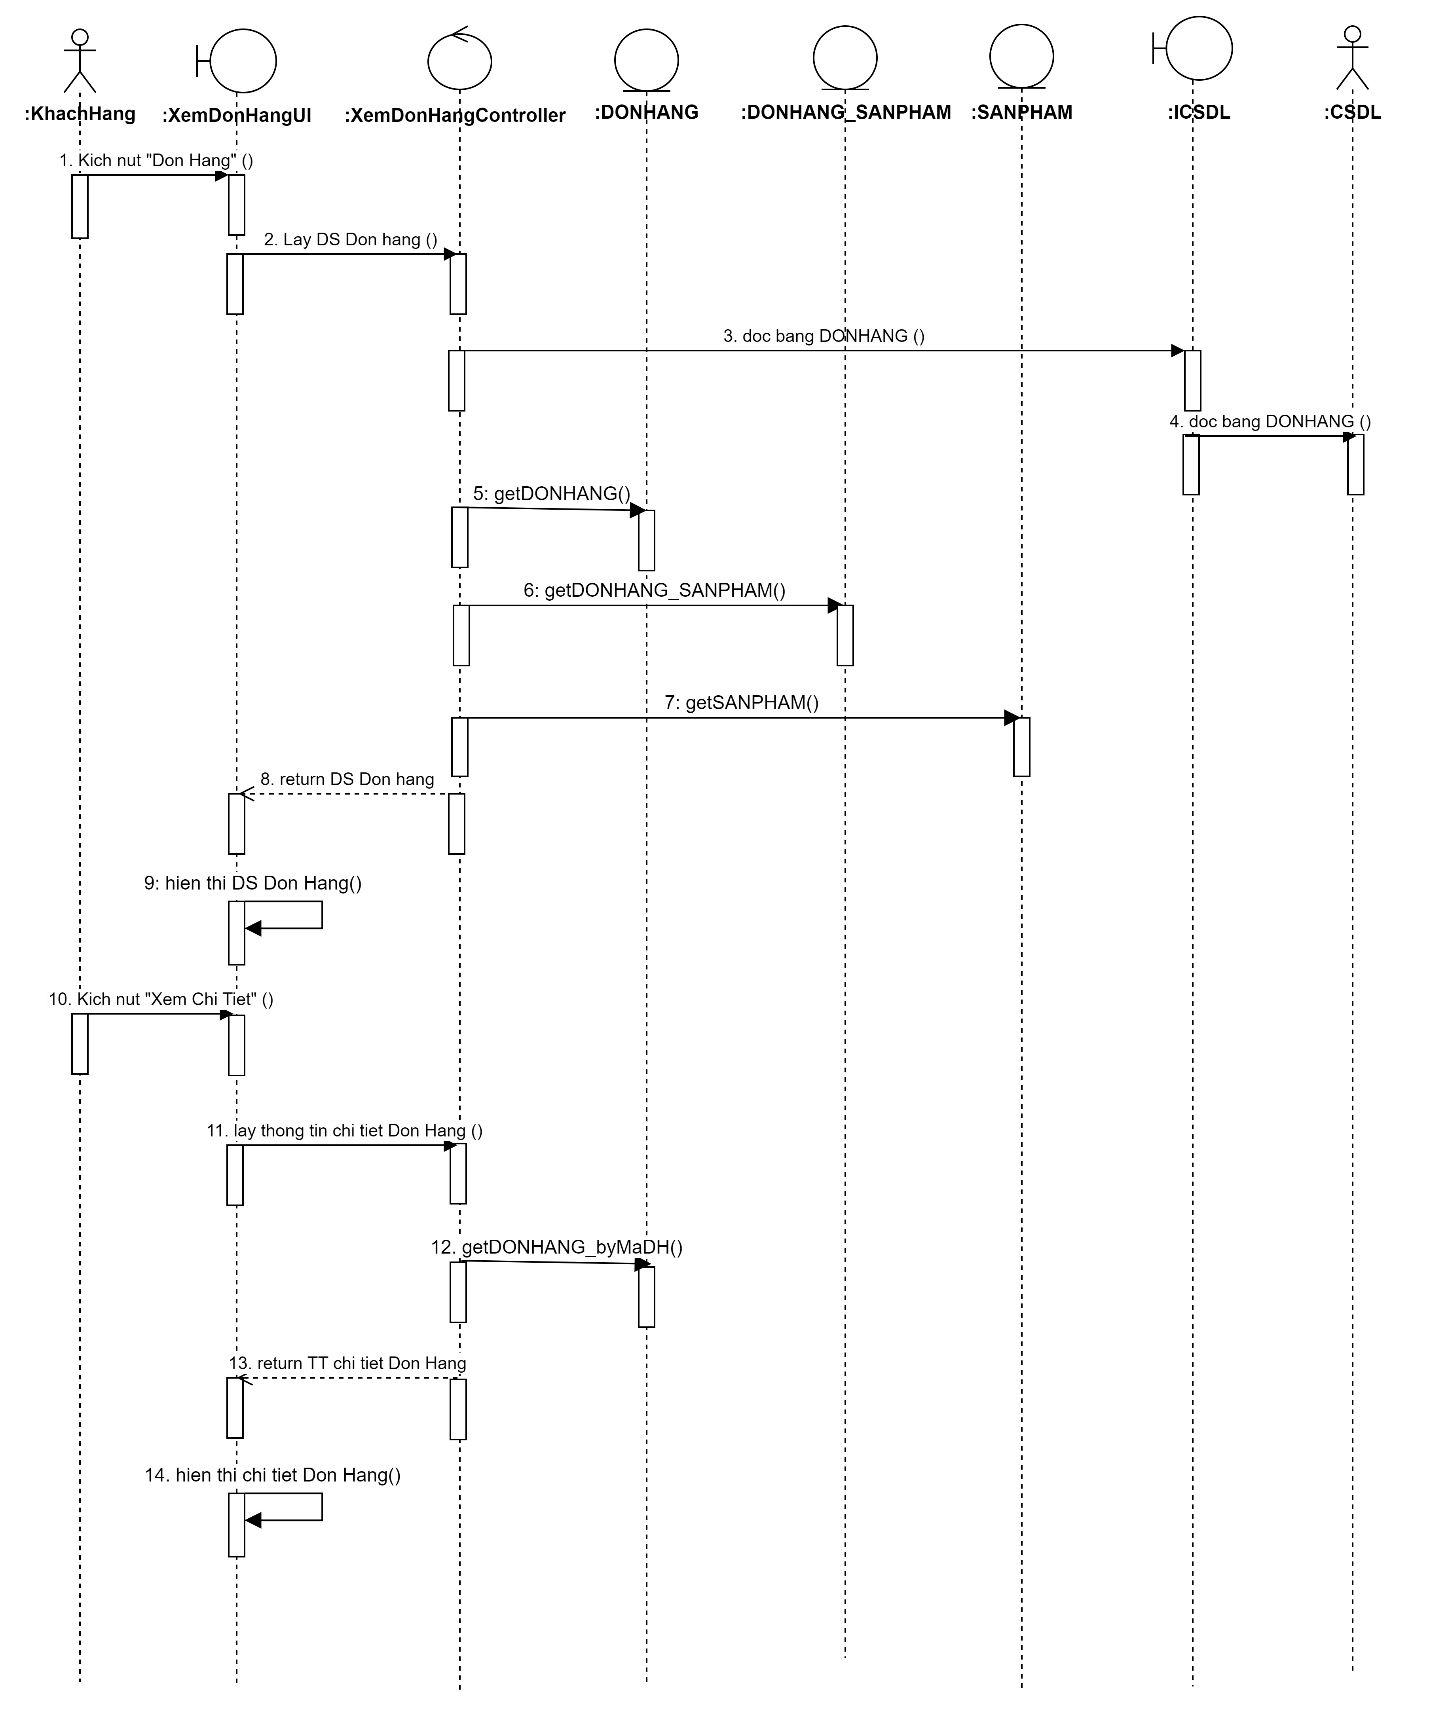 :KhachHang
:XemDonHangUI
:XemDonHangController
:DONHANG
:DONHANG_SANPHAM
:SANPHAM
:ICSDL
:CSDL
1. Kich nut "Don Hang" ()
2. Lay DS Don hang ()
3. doc bang DONHANG ()
4. doc bang DONHANG ()
5: getDONHANG()
6: getDONHANG_SANPHAM()
7: getSANPHAM()
8. return DS Don hang
9: hien thi DS Don Hang()
10. Kich nut "Xem Chi Tiet" ()
11. lay thong tin chi tiet Don Hang ()
12. getDONHANG_byMaDH()
13. return TT chi tiet Don Hang
14. hien thi chi tiet Don Hang()